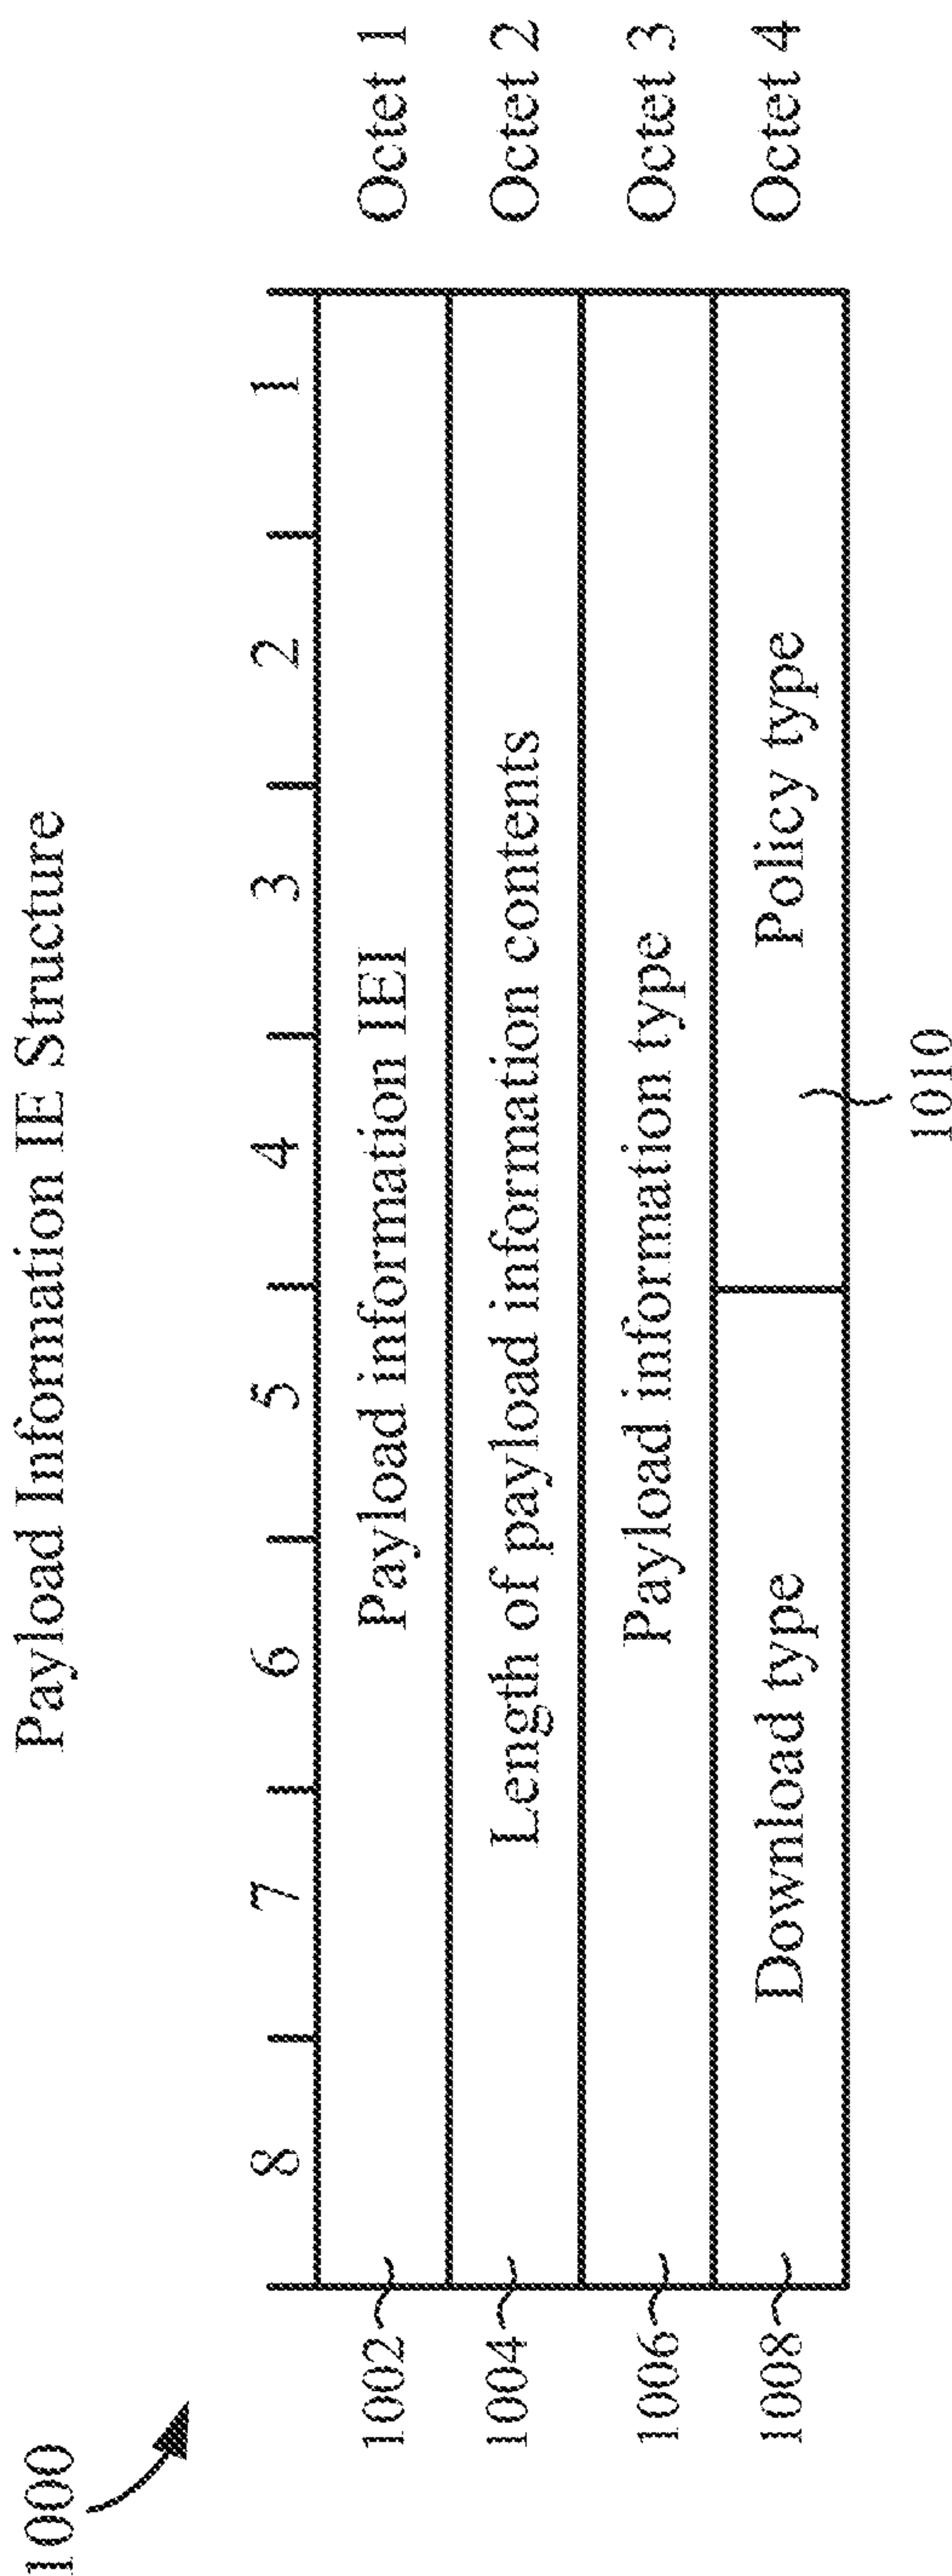 1000
Payload Information IE Structure
8 7 6 5 4 3 2 1
1002 Payload information IEI Octet 1
1004 Length of payload information contents Octet 2
1006 Payload information type Octet 3
1008 Download type Policy type Octet 4
1010